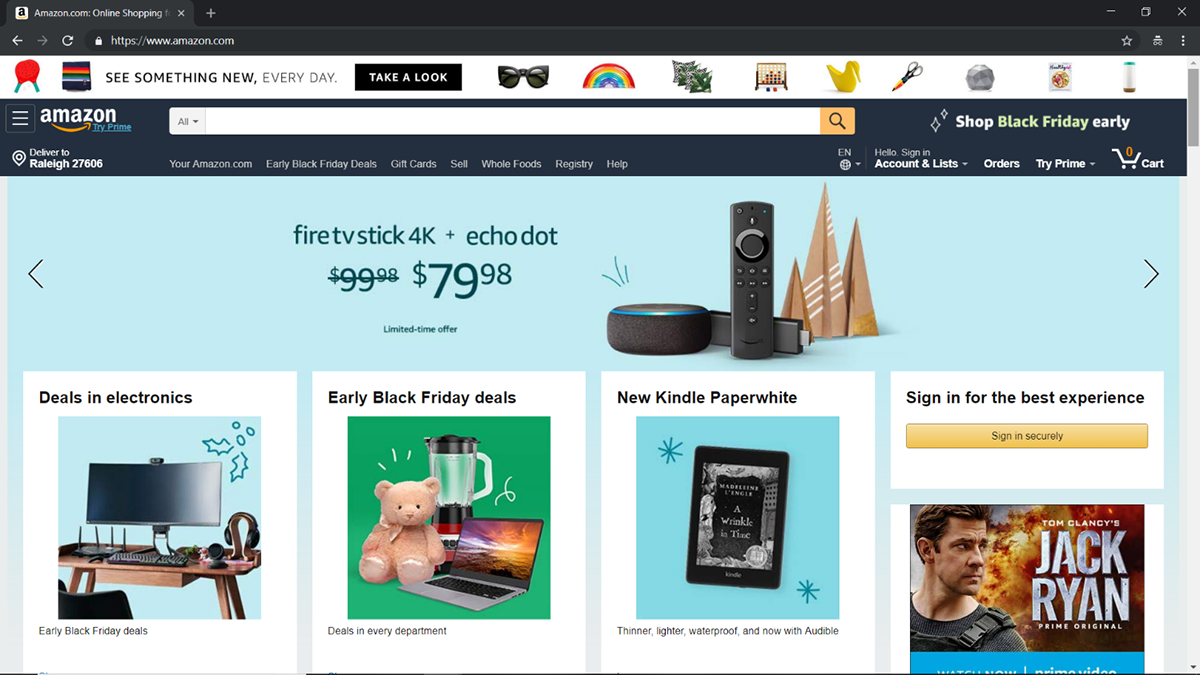 Amazon.com: Online Shopping f
https://www.amazon.com
SEE SOMETHING NEW, EVERY DAY.
TAKE A LOOK
amazon
Try Prime
All
Shop Black Friday early
Deliver to
Raleigh 27606
Your Amazon.com Early Black Friday Deals Gift Cards Sell Whole Foods Registry Help
EN
Hello. Sign in
Account & Lists
Orders
Try Prime
0
Cart
fire tv stick 4K + echo dot
$99.98 $79.98
Limited-time offer
Deals in electronics
Early Black Friday deals
Early Black Friday deals
Deals in every department
New Kindle Paperwhite
MADELEINE
L'ENGLE
A
Wrinkle
in Time
kindle
Thinner, lighter, waterproof, and now with Audible
Sign in for the best experience
Sign in securely
TOM CLANCY'S
JACK
RYAN
PRIME ORIGINAL
WATCH NOW | prime video